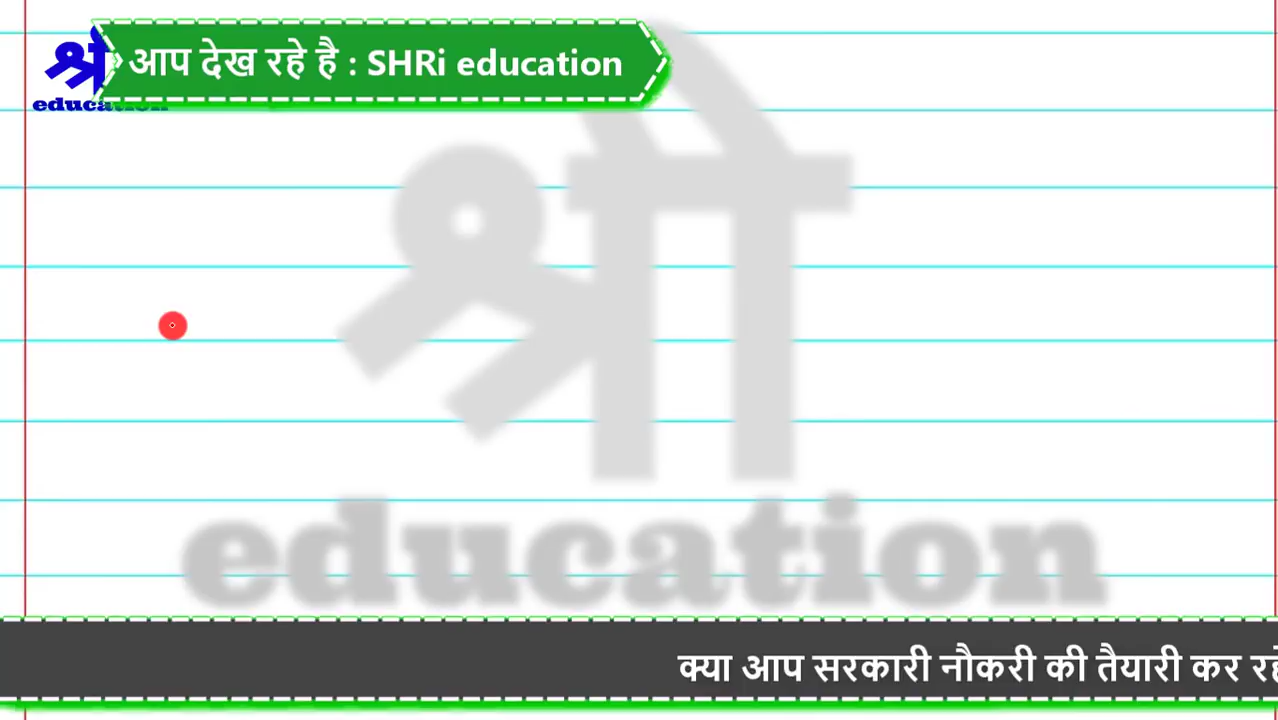 श्री
education
आप देख रहे है : SHRi education
श्री
education
क्या आप सरकारी नौकरी की तैयारी कर